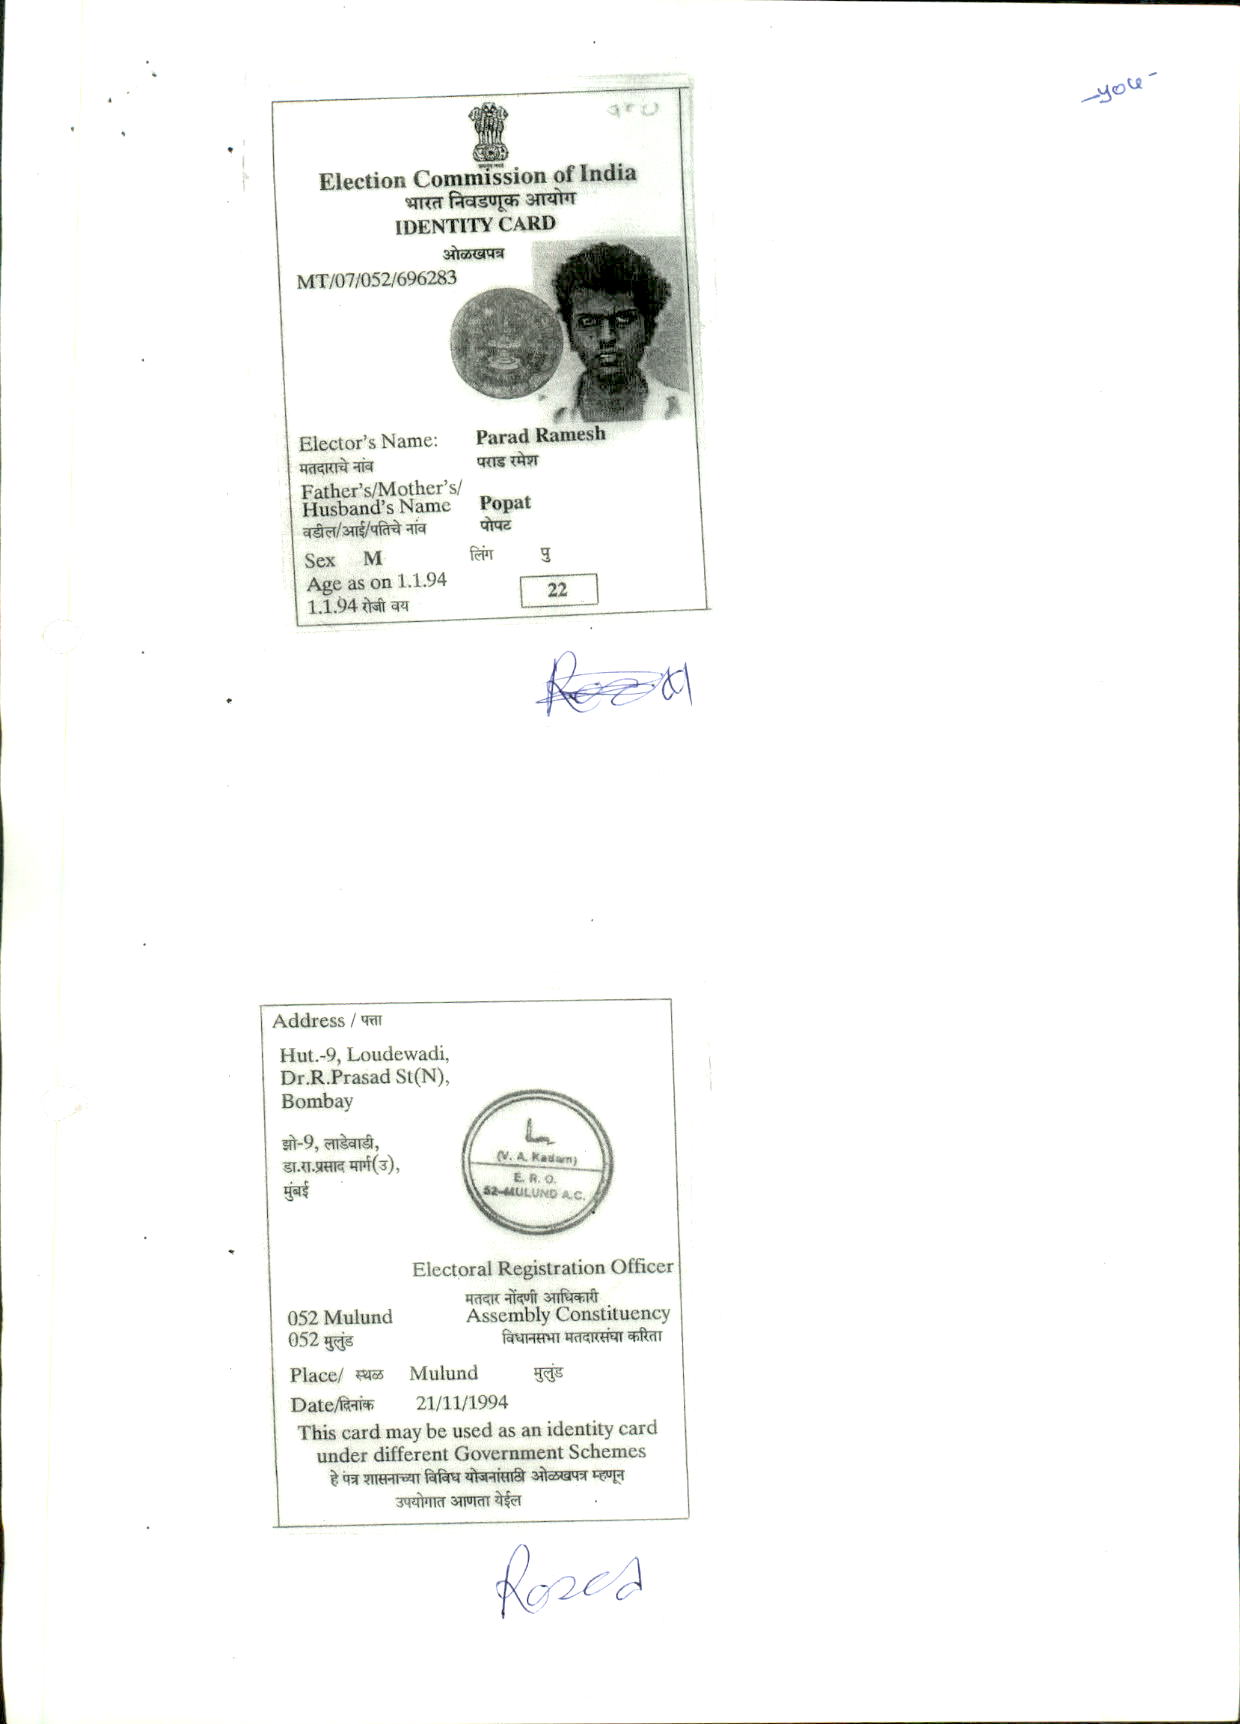 Election Commission of India
भारत निवडणूक आयोग
IDENTITY CARD
ओळखपत्र
MT/07/052/696283
Elector's Name: Parad Ramesh
मतदाराचे नांव पराड रमेश
Father's/Mother's/
Husband's Name Popat
वडील/आई/पतिचे नांव पोपट
Sex M लिंग पु
Age as on 1.1.94
1.1.94 रोजी वय 22
Address / पत्ता
Hut.-9, Loudewadi,
Dr.R.Prasad St(N),
Bombay
झो-9, लाडेवाडी,
डा.रा.प्रसाद मार्ग(उ),
मुंबई
(V. A. Kadam)
E. R. O.
52-MULUND A.C.
Electoral Registration Officer
मतदार नोंदणी आधिकारी
052 Mulund Assembly Constituency
052 मुलुंड विधानसभा मतदारसंघा करिता
Place/ स्थळ Mulund मुलुंड
Date/दिनांक 21/11/1994
This card may be used as an identity card
under different Government Schemes
हे पत्र शासनाच्या विविध योजनांसाठी ओळखपत्र म्हणून
उपयोगात आणता येईल